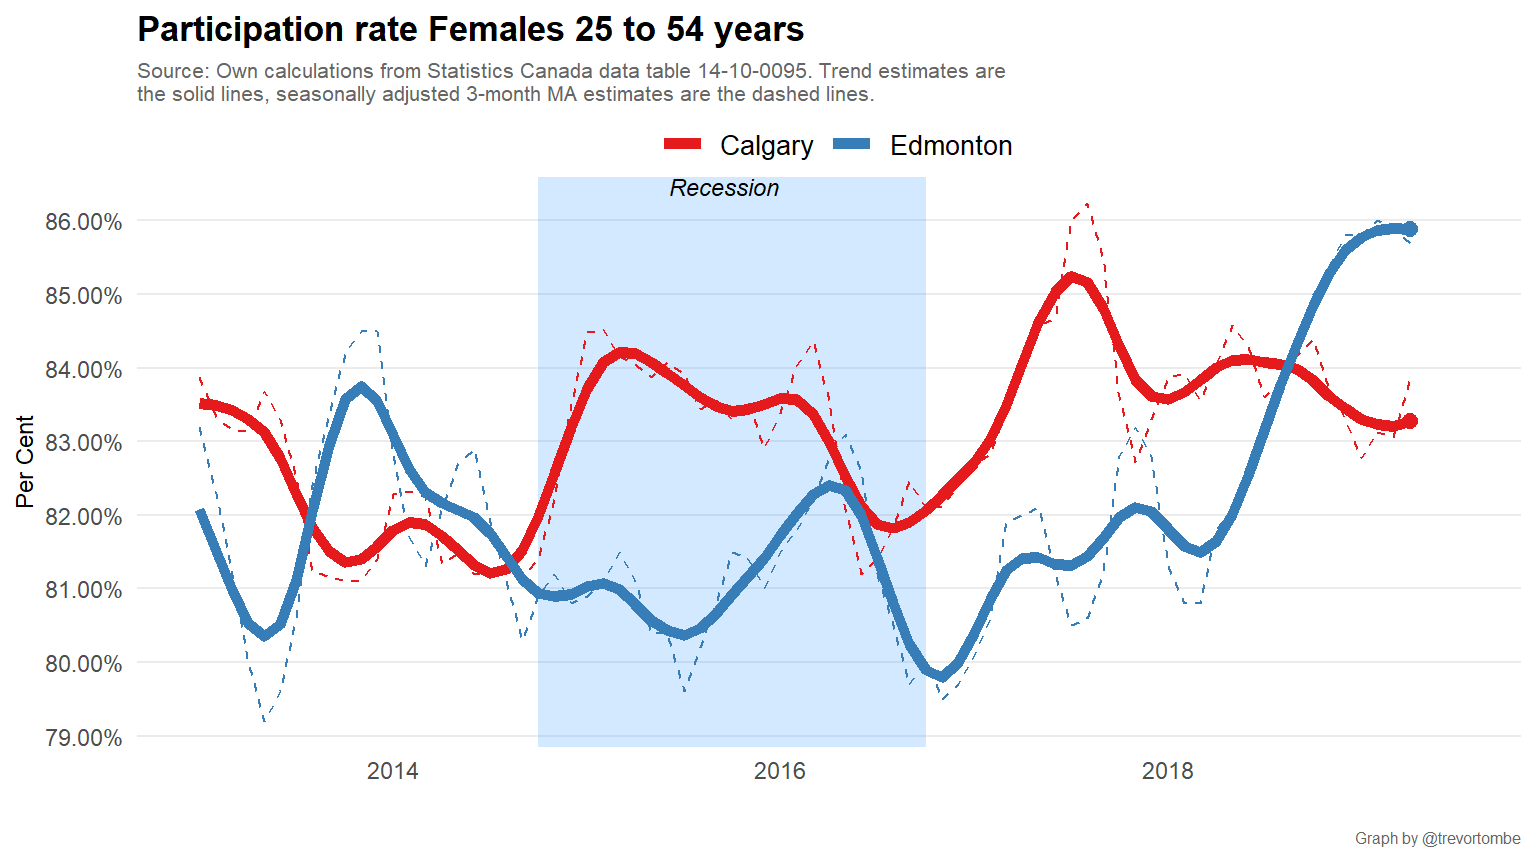 Participation rate Females 25 to 54 years
Source: Own calculations from Statistics Canada data table 14-10-0095. Trend estimates are
the solid lines, seasonally adjusted 3-month MA estimates are the dashed lines.
Calgary Edmonton
Recession
86.00%
85.00%
84.00%
83.00%
82.00%
81.00%
80.00%
79.00%
Per Cent
2014 2016 2018
Graph by @trevortombe